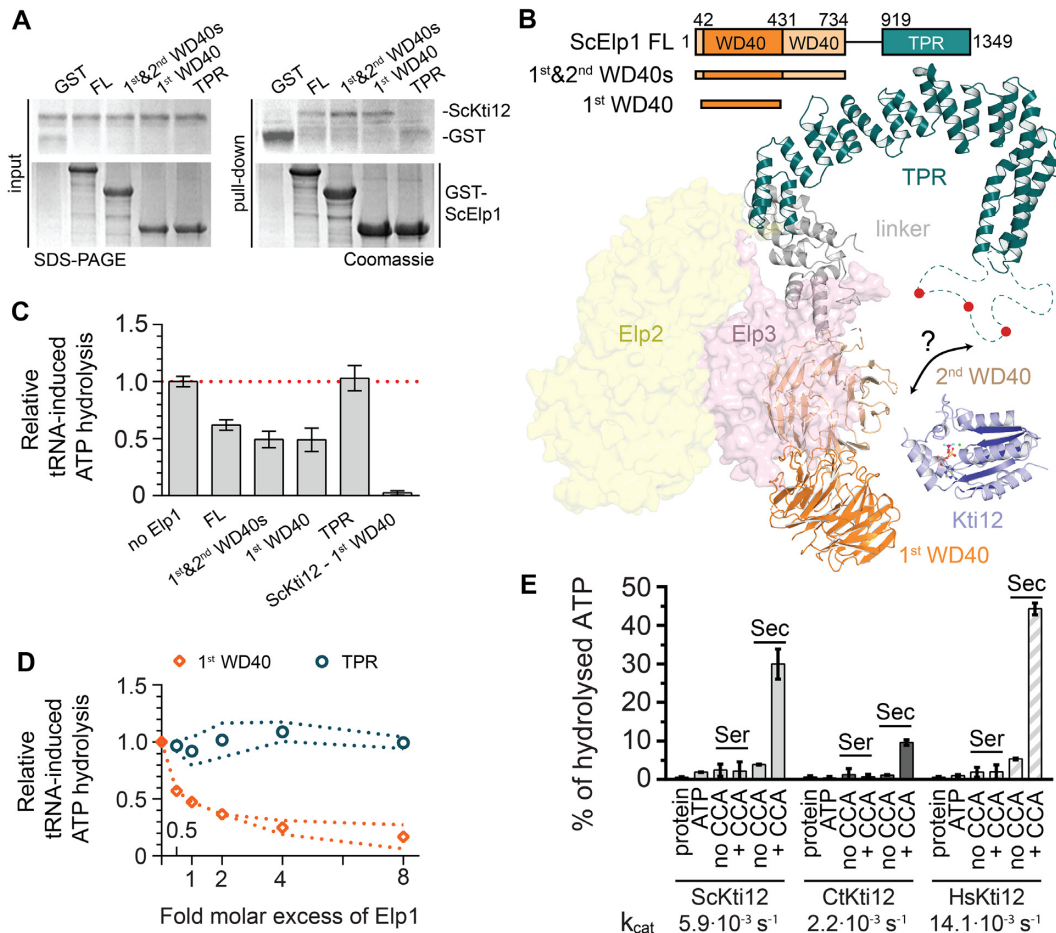 A
GST
FL
1st&2nd WD40s
1st WD40
TPR
GST
FL
1st&2nd WD40s
1st WD40
TPR
-ScKti12
-GST
input
pull-down
GST-
ScElp1
SDS-PAGE
Coomassie
B
42 431 734 919
ScElp1 FL 1 WD40 WD40 TPR 1349
1st&2nd WD40s
1st WD40
TPR
linker
Elp2
Elp3
?
2nd WD40
Kti12
1st WD40
C
Relative
tRNA-induced
ATP hydrolysis
1.5
1.0
0.5
0
no Elp1
FL
1st&2nd WD40s
1st WD40
TPR
ScKti12 - 1st WD40
D
1st WD40
TPR
Relative
tRNA-induced
ATP hydrolysis
1.5
1.0
0.5
0
0.5
1 2 4 8
Fold molar excess of Elp1
E
% of hydrolysed ATP
50
40
30
20
10
0
Ser
Sec
Ser
Sec
Ser
Sec
protein
ATP
no CCA
+ CCA
no CCA
+ CCA
protein
ATP
no CCA
+ CCA
no CCA
+ CCA
protein
ATP
no CCA
+ CCA
no CCA
+ CCA
ScKti12 CtKti12 HsKti12
kcat 5.9·10⁻³ s⁻¹ 2.2·10⁻³ s⁻¹ 14.1·10⁻³ s⁻¹